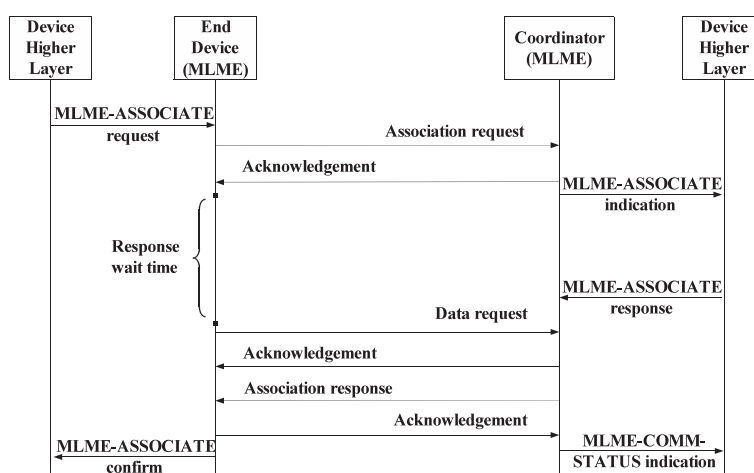 Device
Higher
Layer
End
Device
(MLME)
Coordinator
(MLME)
Device
Higher
Layer
MLME-ASSOCIATE
request
Association request
Acknowledgement
MLME-ASSOCIATE
indication
Response
wait time
MLME-ASSOCIATE
response
Data request
Acknowledgement
Association response
Acknowledgement
MLME-ASSOCIATE
confirm
MLME-COMM-
STATUS indication